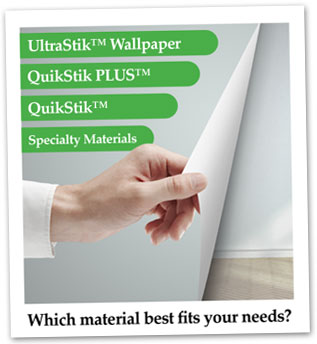 UltraStik™ Wallpaper
QuikStik PLUS™
QuikStik™
Specialty Materials
Which material best fits your needs?